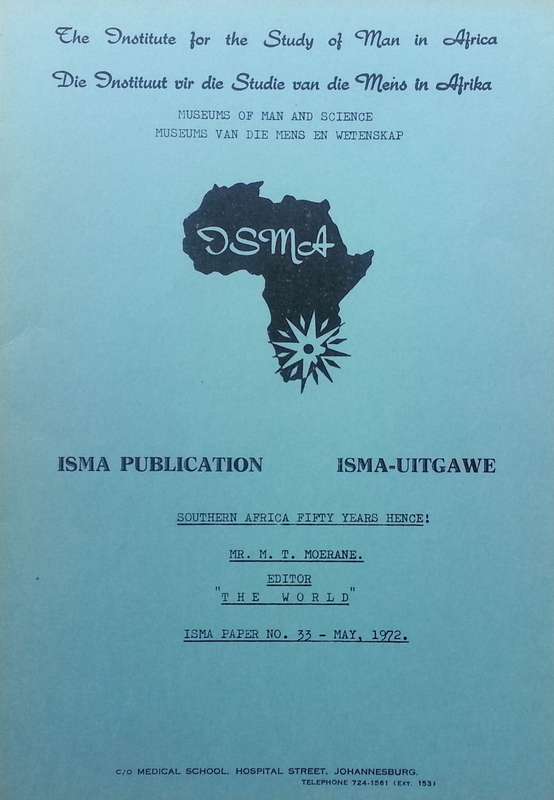 The Institute for the Study of Man in Africa
Die Instituut vir die Studie van die Mens in Afrika
MUSEUMS OF MAN AND SCIENCE
MUSEUMS VAN DIE MENS EN WETENSKAP
ISMA
ISMA PUBLICATION ISMA-UITGAWE
SOUTHERN AFRICA FIFTY YEARS HENCE!
MR. M. T. MOERANE.
EDITOR
"T H E W O R L D"
ISMA PAPER NO. 33 - MAY, 1972.
C/O MEDICAL SCHOOL, HOSPITAL STREET, JOHANNESBURG.
TELEPHONE 724-1561 (EXT. 153)